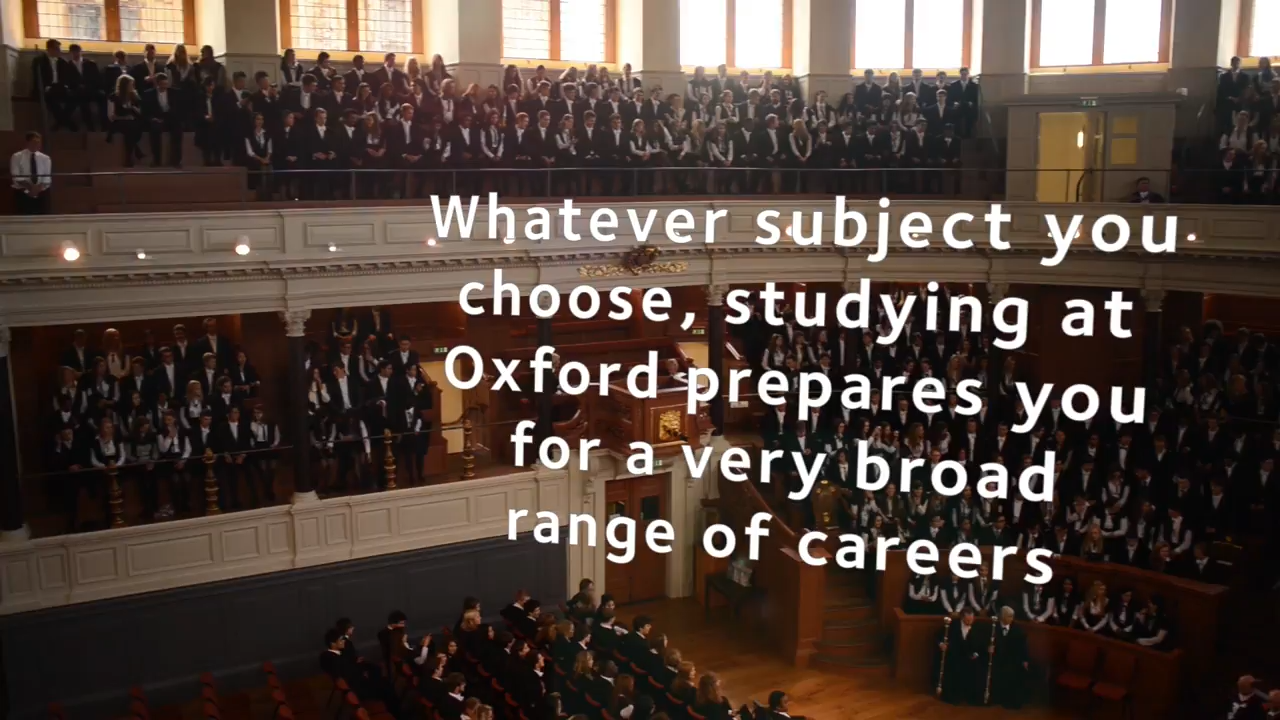 Whatever subject you
choose, studying at
Oxford prepares you
for a very broad
range of careers